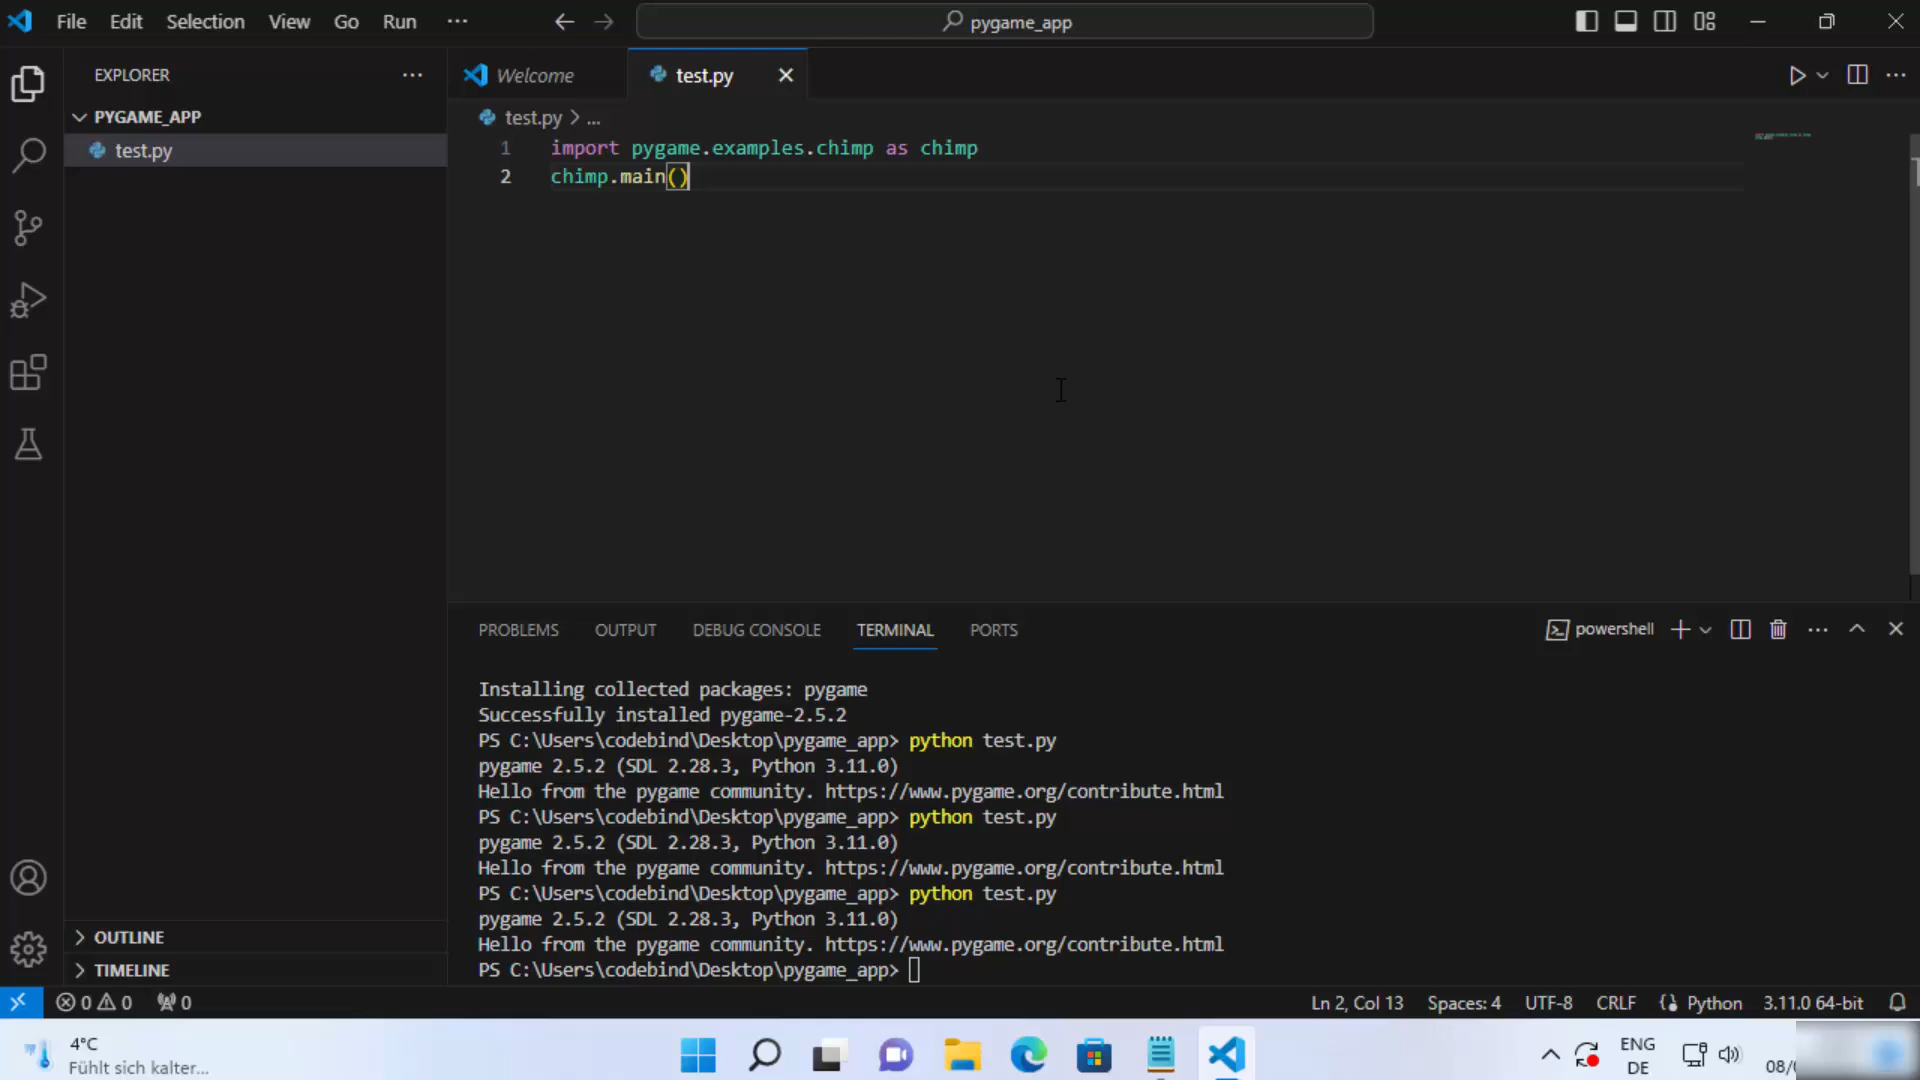 File Edit Selection View Go Run ...
pygame_app
EXPLORER
PYGAME_APP
test.py
OUTLINE
TIMELINE
Welcome
test.py
test.py > ...
1 import pygame.examples.chimp as chimp
2 chimp.main()
PROBLEMS OUTPUT DEBUG CONSOLE TERMINAL PORTS
powershell
Installing collected packages: pygame
Successfully installed pygame-2.5.2
PS C:\Users\codebind\Desktop\pygame_app> python test.py
pygame 2.5.2 (SDL 2.28.3, Python 3.11.0)
Hello from the pygame community. https://www.pygame.org/contribute.html
PS C:\Users\codebind\Desktop\pygame_app> python test.py
pygame 2.5.2 (SDL 2.28.3, Python 3.11.0)
Hello from the pygame community. https://www.pygame.org/contribute.html
PS C:\Users\codebind\Desktop\pygame_app> python test.py
pygame 2.5.2 (SDL 2.28.3, Python 3.11.0)
Hello from the pygame community. https://www.pygame.org/contribute.html
PS C:\Users\codebind\Desktop\pygame_app>
0 0 0
Ln 2, Col 13 Spaces: 4 UTF-8 CRLF Python 3.11.0 64-bit
4°C
Fühlt sich kälter...
ENG
DE
08/